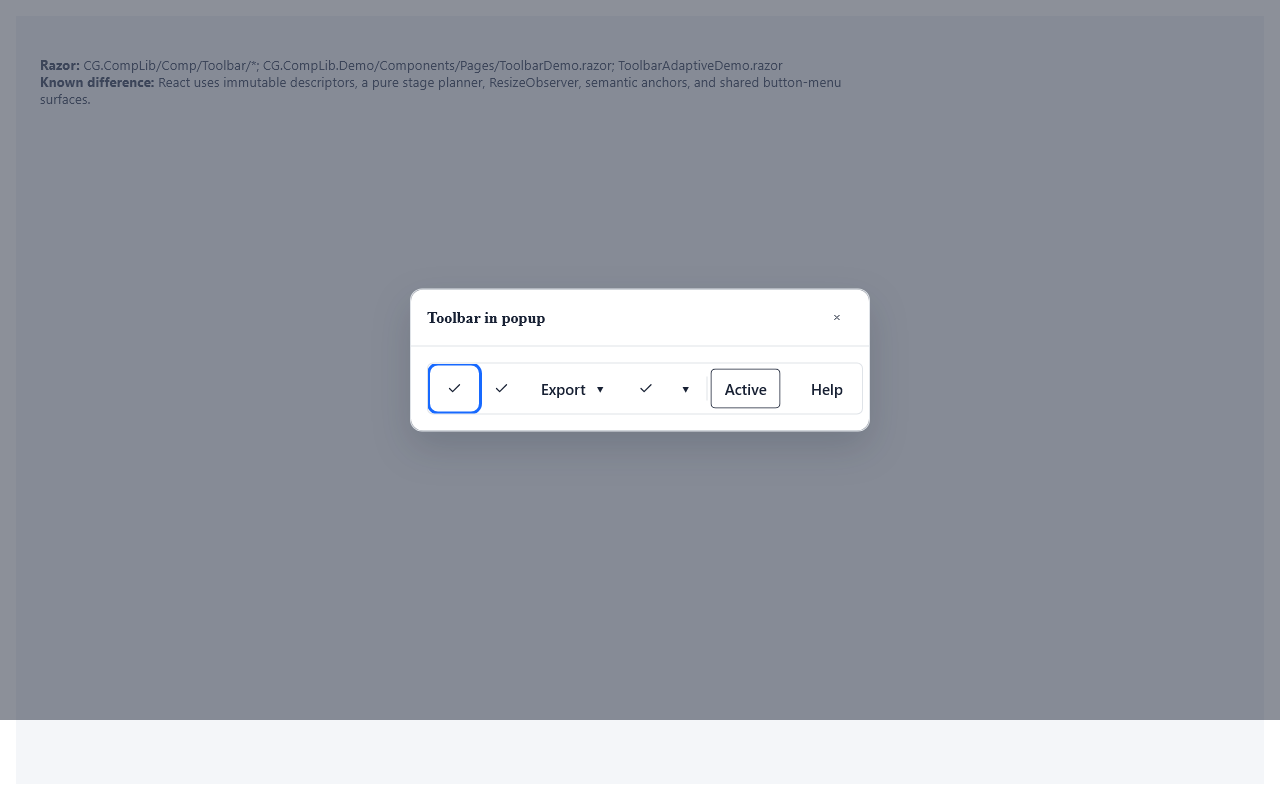 Razor: CG.CompLib/Comp/Toolbar/*; CG.CompLib.Demo/Components/Pages/ToolbarDemo.razor; ToolbarAdaptiveDemo.razor
Known difference: React uses immutable descriptors, a pure stage planner, ResizeObserver, semantic anchors, and shared button-menu
surfaces.
Toolbar in popup
Export
Active
Help